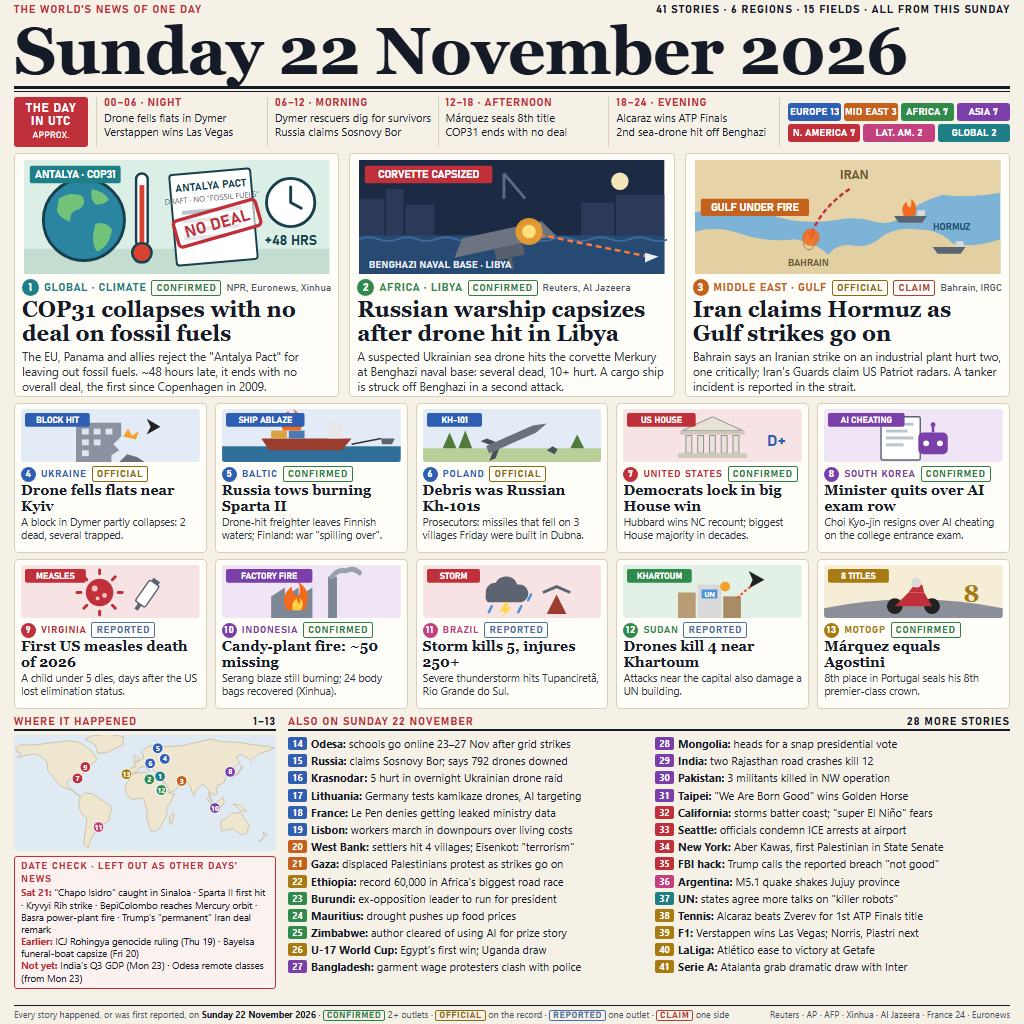 THE WORLD'S NEWS OF ONE DAY
41 STORIES · 6 REGIONS · 15 FIELDS · ALL FROM THIS SUNDAY
Sunday 22 November 2026
THE DAY
IN UTC
APPROX.
00–06 · NIGHT
Drone fells flats in Dymer
Verstappen wins Las Vegas
06–12 · MORNING
Dymer rescuers dig for survivors
Russia claims Sosnovy Bor
12–18 · AFTERNOON
Márquez seals 8th title
COP31 ends with no deal
18–24 · EVENING
Alcaraz wins ATP Finals
2nd sea-drone hit off Benghazi
EUROPE 13
MID EAST 3
AFRICA 7
ASIA 7
N. AMERICA 7
LAT. AM. 2
GLOBAL 2
ANTALYA · COP31
ANTALYA PACT
DRAFT · NO "FOSSIL FUELS"
NO DEAL
+48 HRS
1 GLOBAL · CLIMATE CONFIRMED NPR, Euronews, Xinhua
COP31 collapses with no
deal on fossil fuels
The EU, Panama and allies reject the "Antalya Pact" for
leaving out fossil fuels. ~48 hours late, it ends with no
overall deal, the first since Copenhagen in 2009.
CORVETTE CAPSIZED
BENGHAZI NAVAL BASE · LIBYA
2 AFRICA · LIBYA CONFIRMED Reuters, Al Jazeera
Russian warship capsizes
after drone hit in Libya
A suspected Ukrainian sea drone hits the corvette Merkury
at Benghazi naval base: several dead, 10+ hurt. A cargo ship
is struck off Benghazi in a second attack.
IRAN
GULF UNDER FIRE
HORMUZ
BAHRAIN
3 MIDDLE EAST · GULF OFFICIAL CLAIM Bahrain, IRGC
Iran claims Hormuz as
Gulf strikes go on
Bahrain says an Iranian strike on an industrial plant hurt two,
one critically; Iran's Guards claim US Patriot radars. A tanker
incident is reported in the strait.
BLOCK HIT
4 UKRAINE OFFICIAL
Drone fells flats near
Kyiv
A block in Dymer partly collapses: 2
dead, several trapped.
SHIP ABLAZE
5 BALTIC CONFIRMED
Russia tows burning
Sparta II
Drone-hit freighter leaves Finnish
waters; Finland: war "spilling over".
KH-101
6 POLAND OFFICIAL
Debris was Russian
Kh-101s
Prosecutors: missiles that fell on 3
villages Friday were built in Dubna.
US HOUSE
D+
7 UNITED STATES CONFIRMED
Democrats lock in big
House win
Hubbard wins NC recount; biggest
House majority in decades.
AI CHEATING
8 SOUTH KOREA CONFIRMED
Minister quits over AI
exam row
Choi Kyo-jin resigns over AI cheating
on the college entrance exam.
MEASLES
9 VIRGINIA REPORTED
First US measles death
of 2026
A child under 5 dies, days after the US
lost elimination status.
FACTORY FIRE
10 INDONESIA CONFIRMED
Candy-plant fire: ~50
missing
Serang blaze still burning; 24 body
bags recovered (Xinhua).
STORM
11 BRAZIL REPORTED
Storm kills 5, injures
250+
Severe thunderstorm hits Tupanciretã,
Rio Grande do Sul.
KHARTOUM
UN
12 SUDAN REPORTED
Drones kill 4 near
Khartoum
Attacks near the capital also damage a
UN building.
8 TITLES
8
13 MOTOGP CONFIRMED
Márquez equals
Agostini
8th place in Portugal seals his 8th
premier-class crown.
WHERE IT HAPPENED 1–13
5
4
6
9
7
13
2
1
3
8
12
10
11
DATE CHECK · LEFT OUT AS OTHER DAYS'
NEWS
Sat 21: "Chapo Isidro" caught in Sinaloa · Sparta II first hit
· Kryvyi Rih strike · BepiColombo reaches Mercury orbit ·
Basra power-plant fire · Trump's "permanent" Iran deal
remark
Earlier: ICJ Rohingya genocide ruling (Thu 19) · Bayelsa
funeral-boat capsize (Fri 20)
Not yet: India's Q3 GDP (Mon 23) · Odesa remote classes
(from Mon 23)
ALSO ON SUNDAY 22 NOVEMBER
28 MORE STORIES
14 Odesa: schools go online 23–27 Nov after grid strikes
15 Russia: claims Sosnovy Bor; says 792 drones downed
16 Krasnodar: 5 hurt in overnight Ukrainian drone raid
17 Lithuania: Germany tests kamikaze drones, AI targeting
18 France: Le Pen denies getting leaked ministry data
19 Lisbon: workers march in downpours over living costs
20 West Bank: settlers hit 4 villages; Eisenkot: "terrorism"
21 Gaza: displaced Palestinians protest as strikes go on
22 Ethiopia: record 60,000 in Africa's biggest road race
23 Burundi: ex-opposition leader to run for president
24 Mauritius: drought pushes up food prices
25 Zimbabwe: author cleared of using AI for prize story
26 U-17 World Cup: Egypt's first win; Uganda draw
27 Bangladesh: garment wage protesters clash with police
28 Mongolia: heads for a snap presidential vote
29 India: two Rajasthan road crashes kill 12
30 Pakistan: 3 militants killed in NW operation
31 Taipei: "We Are Born Good" wins Golden Horse
32 California: storms batter coast; "super El Niño" fears
33 Seattle: officials condemn ICE arrests at airport
34 New York: Aber Kawas, first Palestinian in State Senate
35 FBI hack: Trump calls the reported breach "not good"
36 Argentina: M5.1 quake shakes Jujuy province
37 UN: states agree more talks on "killer robots"
38 Tennis: Alcaraz beats Zverev for 1st ATP Finals title
39 F1: Verstappen wins Las Vegas; Norris, Piastri next
40 LaLiga: Atlético ease to victory at Getafe
41 Serie A: Atalanta grab dramatic draw with Inter
Every story happened, or was first reported, on Sunday 22 November 2026 · CONFIRMED 2+ outlets · OFFICIAL on the record · REPORTED one outlet · CLAIM one side
Reuters · AP · AFP · Xinhua · Al Jazeera · France 24 · Euronews